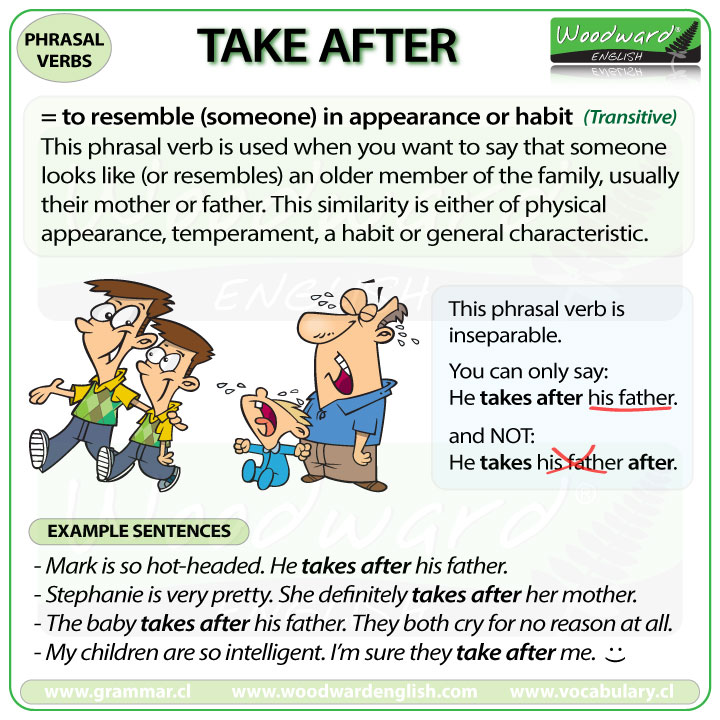 PHRASAL
VERBS
TAKE AFTER
Woodward®
ENGLISH
= to resemble (someone) in appearance or habit (Transitive)
This phrasal verb is used when you want to say that someone
looks like (or resembles) an older member of the family, usually
their mother or father. This similarity is either of physical
appearance, temperament, a habit or general characteristic.
Woodward
ENGLISH
This phrasal verb is
inseparable.
You can only say:
He takes after his father.
and NOT:
He takes his father after.
Woodward®
ENGLISH
EXAMPLE SENTENCES
- Mark is so hot-headed. He takes after his father.
- Stephanie is very pretty. She definitely takes after her mother.
- The baby takes after his father. They both cry for no reason at all.
- My children are so intelligent. I'm sure they take after me.
www.grammar.cl www.woodwardenglish.com www.vocabulary.cl